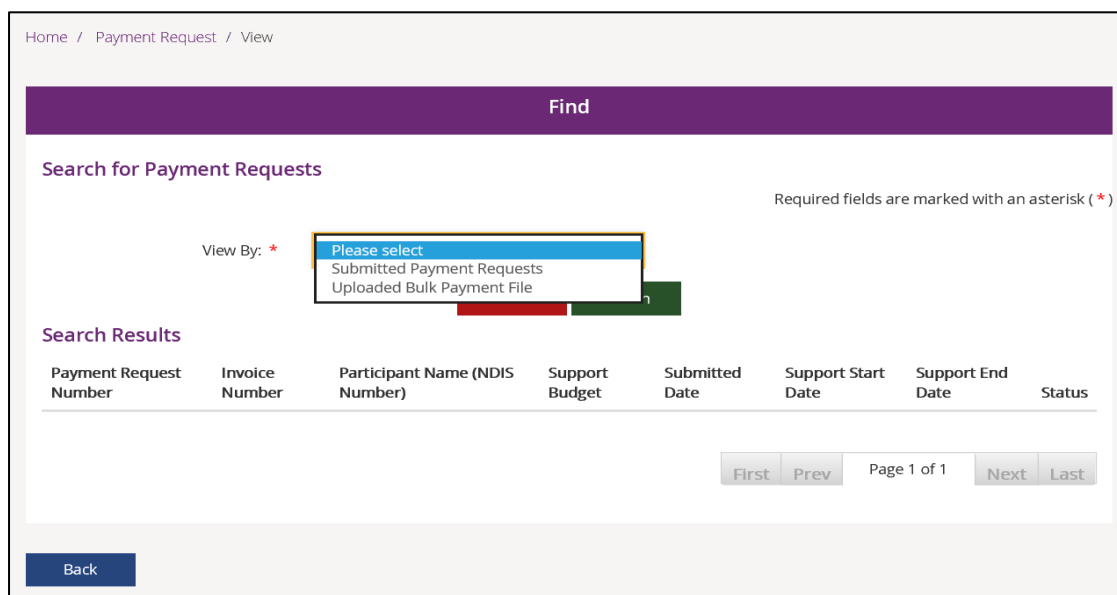 Home / Payment Request / View
Find
Search for Payment Requests
Required fields are marked with an asterisk (*)
View By: *
Please select
Submitted Payment Requests
Uploaded Bulk Payment File
Search Results
Payment Request Number
Invoice Number
Participant Name (NDIS Number)
Support Budget
Submitted Date
Support Start Date
Support End Date
Status
First Prev Page 1 of 1 Next Last
Back